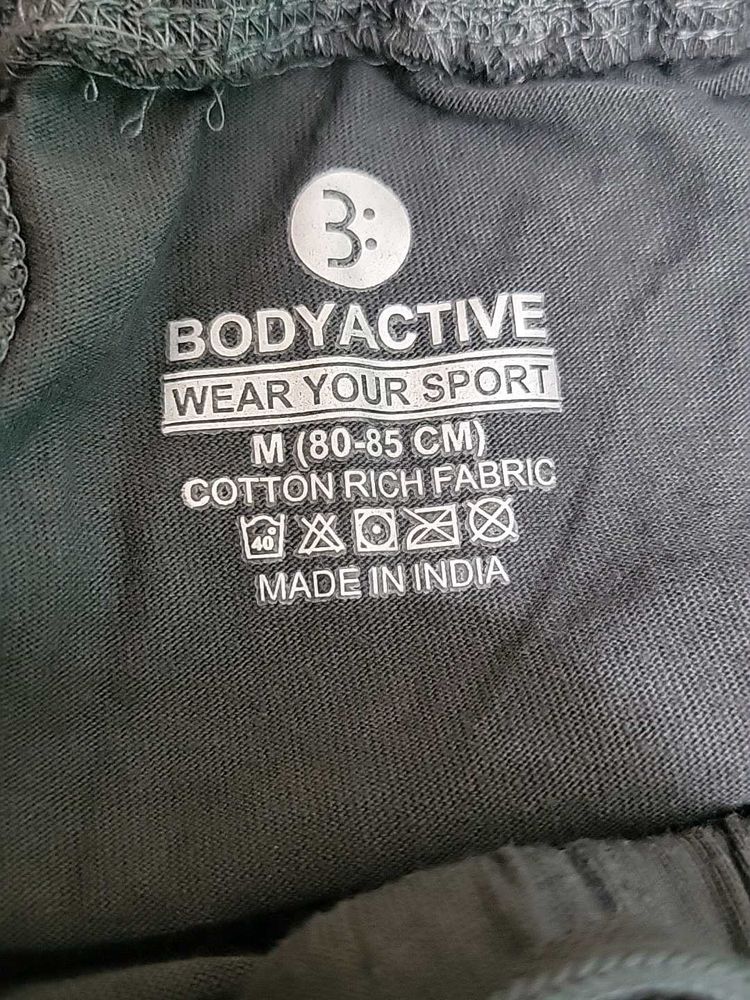 BODYACTIVE
WEAR YOUR SPORT
M (80-85 CM)
COTTON RICH FABRIC
40°
MADE IN INDIA